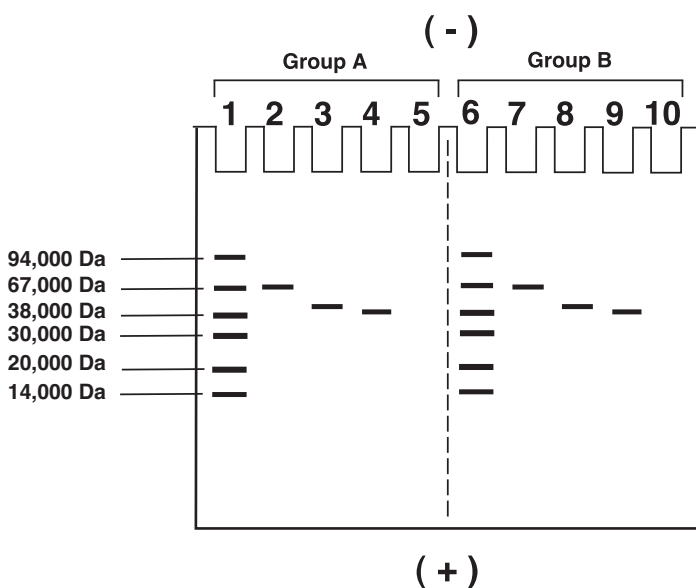 ( - )
Group A
Group B
1 2 3 4 5 6 7 8 9 10
94,000 Da
67,000 Da
38,000 Da
30,000 Da
20,000 Da
14,000 Da
( + )